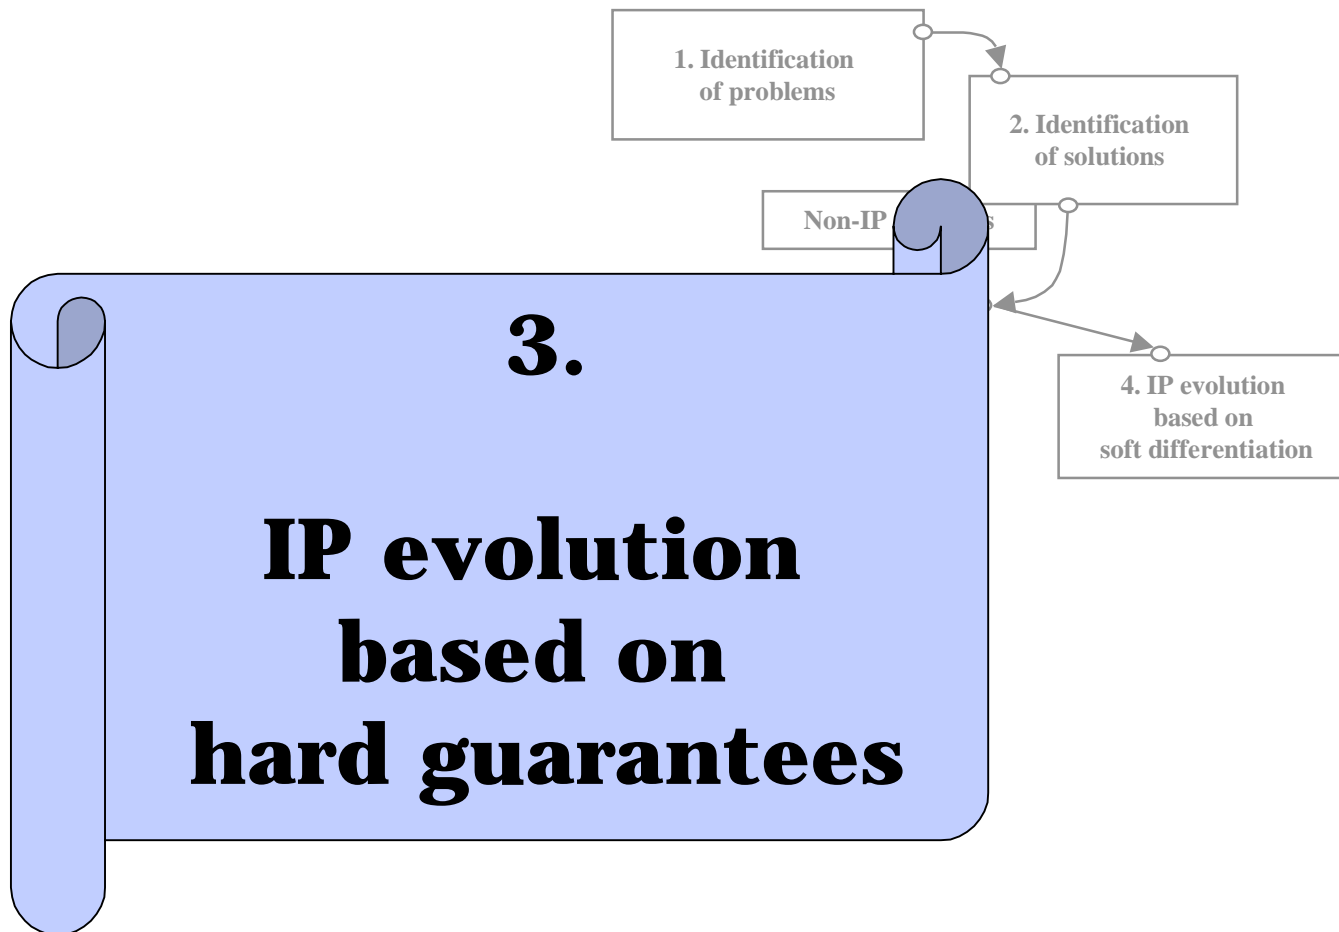 1. Identification
of problems
2. Identification
of solutions
Non-IP
3.
IP evolution
based on
hard guarantees
4. IP evolution
based on
soft differentiation